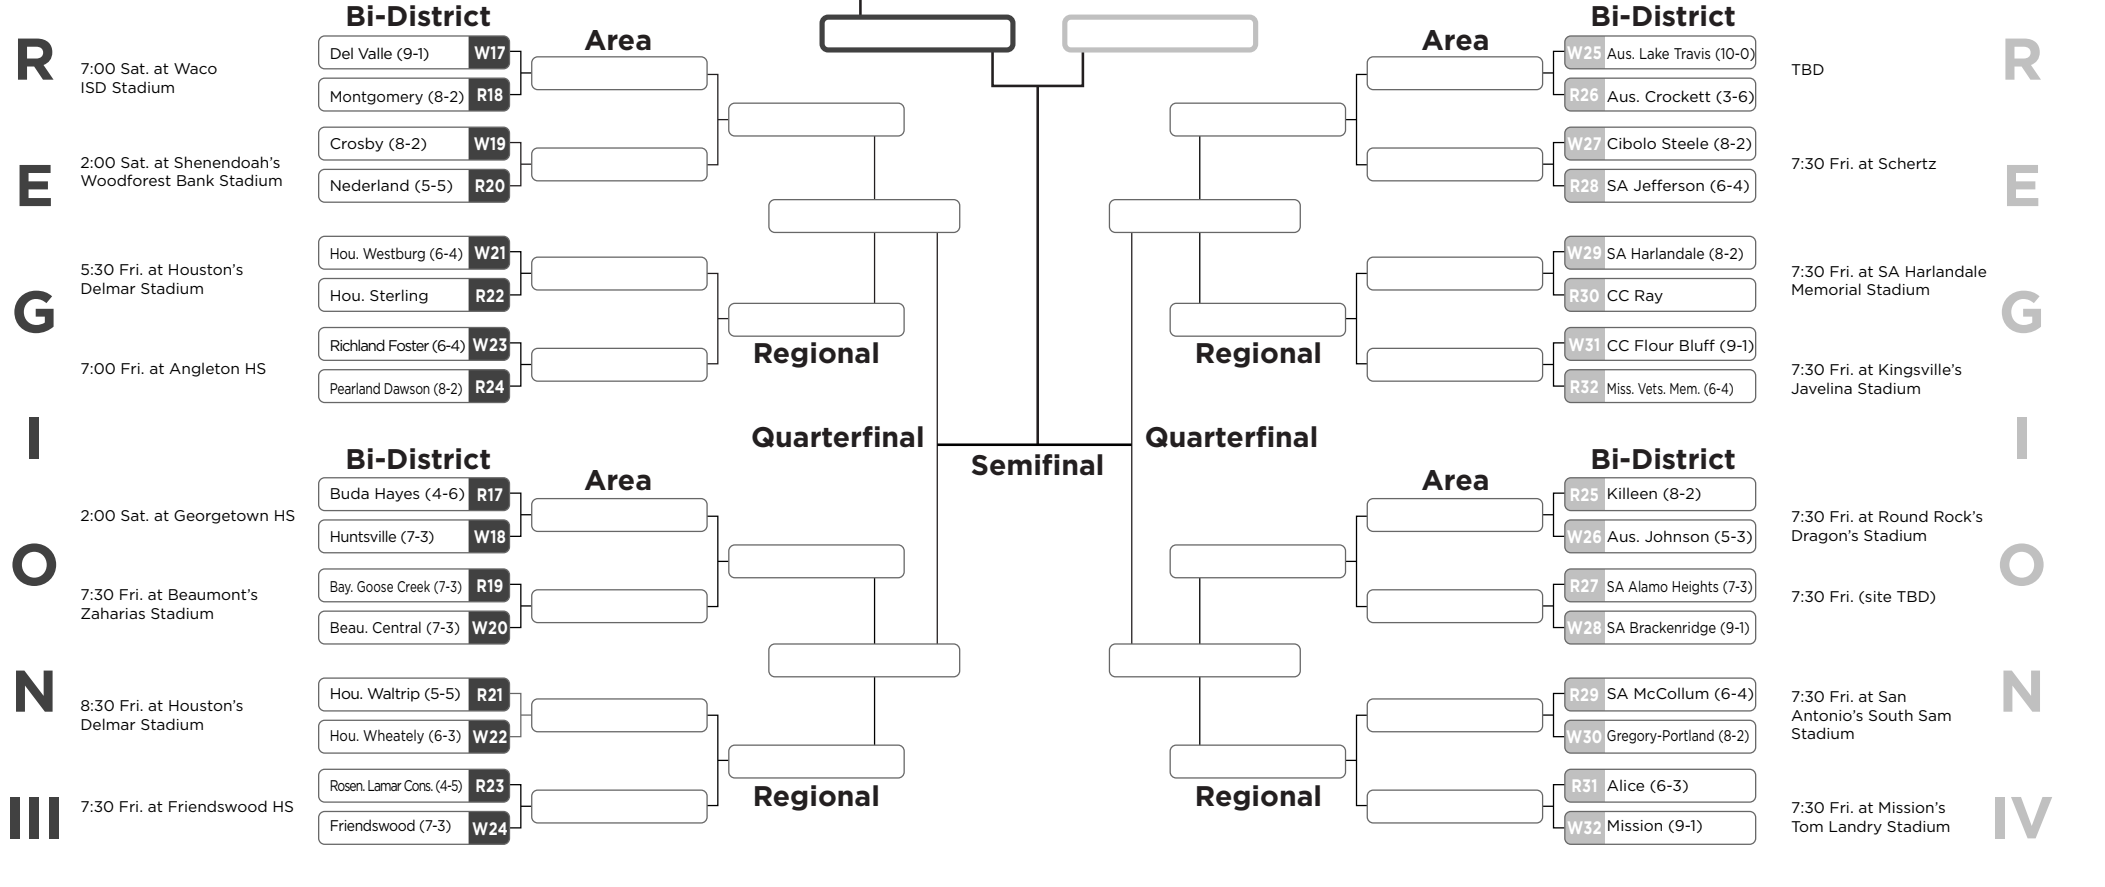 REGION III
Bi-District
Area
7:00 Sat. at Waco
ISD Stadium
Del Valle (9-1) W17
Montgomery (8-2) R18
2:00 Sat. at Shenendoah's
Woodforest Bank Stadium
Crosby (8-2) W19
Nederland (5-5) R20
5:30 Fri. at Houston's
Delmar Stadium
Hou. Westburg (6-4) W21
Hou. Sterling R22
7:00 Fri. at Angleton HS
Richland Foster (6-4) W23
Pearland Dawson (8-2) R24
Regional
Quarterfinal
Bi-District
Area
2:00 Sat. at Georgetown HS
Buda Hayes (4-6) R17
Huntsville (7-3) W18
7:30 Fri. at Beaumont's
Zaharias Stadium
Bay. Goose Creek (7-3) R19
Beau. Central (7-3) W20
8:30 Fri. at Houston's
Delmar Stadium
Hou. Waltrip (5-5) R21
Hou. Wheately (6-3) W22
7:30 Fri. at Friendswood HS
Rosen. Lamar Cons. (4-5) R23
Friendswood (7-3) W24
Regional
Semifinal
Area
Bi-District
W25 Aus. Lake Travis (10-0)
R26 Aus. Crockett (3-6)
TBD
W27 Cibolo Steele (8-2)
R28 SA Jefferson (6-4)
7:30 Fri. at Schertz
W29 SA Harlandale (8-2)
R30 CC Ray
7:30 Fri. at SA Harlandale
Memorial Stadium
W31 CC Flour Bluff (9-1)
R32 Miss. Vets. Mem. (6-4)
7:30 Fri. at Kingsville's
Javelina Stadium
Regional
Quarterfinal
Area
Bi-District
R25 Killeen (8-2)
W26 Aus. Johnson (5-3)
7:30 Fri. at Round Rock's
Dragon's Stadium
R27 SA Alamo Heights (7-3)
W28 SA Brackenridge (9-1)
7:30 Fri. (site TBD)
R29 SA McCollum (6-4)
W30 Gregory-Portland (8-2)
7:30 Fri. at San
Antonio's South Sam
Stadium
R31 Alice (6-3)
W32 Mission (9-1)
7:30 Fri. at Mission's
Tom Landry Stadium
Regional
REGION IV